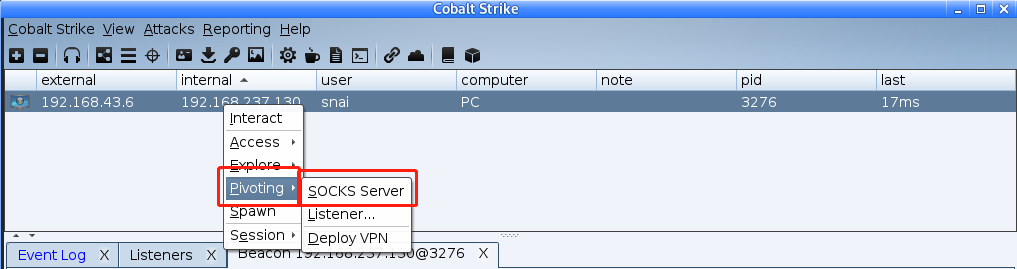 Cobalt Strike
Cobalt Strike View Attacks Reporting Help
external internal user computer note pid last
192.168.43.6 192.168.237.130 snai PC 3276 17ms
Interact
Access
Explore
Pivoting SOCKS Server
Spawn Listener...
Session Deploy VPN
Event Log X Listeners X Beacon 192.168.237.130@3276 X